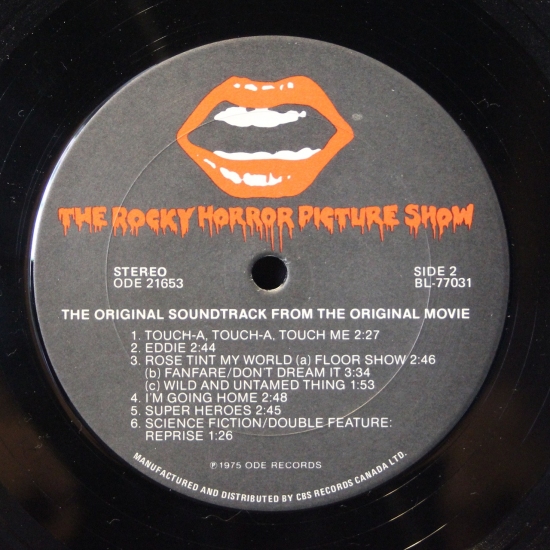 THE ROCKY HORROR PICTURE SHOW
STEREO
ODE 21653
SIDE 2
BL-77031
THE ORIGINAL SOUNDTRACK FROM THE ORIGINAL MOVIE
1. TOUCH-A, TOUCH-A, TOUCH ME 2:27
2. EDDIE 2:44
3. ROSE TINT MY WORLD (a) FLOOR SHOW 2:46
(b) FANFARE/DON'T DREAM IT 3:34
(c) WILD AND UNTAMED THING 1:53
4. I'M GOING HOME 2:48
5. SUPER HEROES 2:45
6. SCIENCE FICTION/DOUBLE FEATURE:
REPRISE 1:26
℗ 1975 ODE RECORDS
MANUFACTURED AND DISTRIBUTED BY CBS RECORDS CANADA LTD.